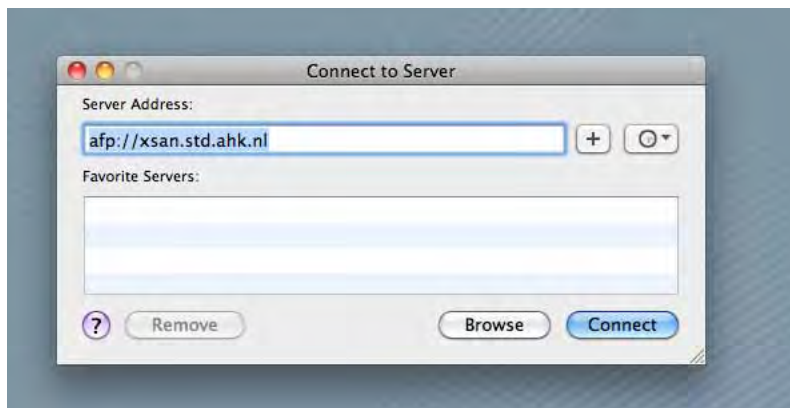 Connect to Server
Server Address:
afp://xsan.std.ahk.nl
+
Favorite Servers:
?
Remove
Browse
Connect